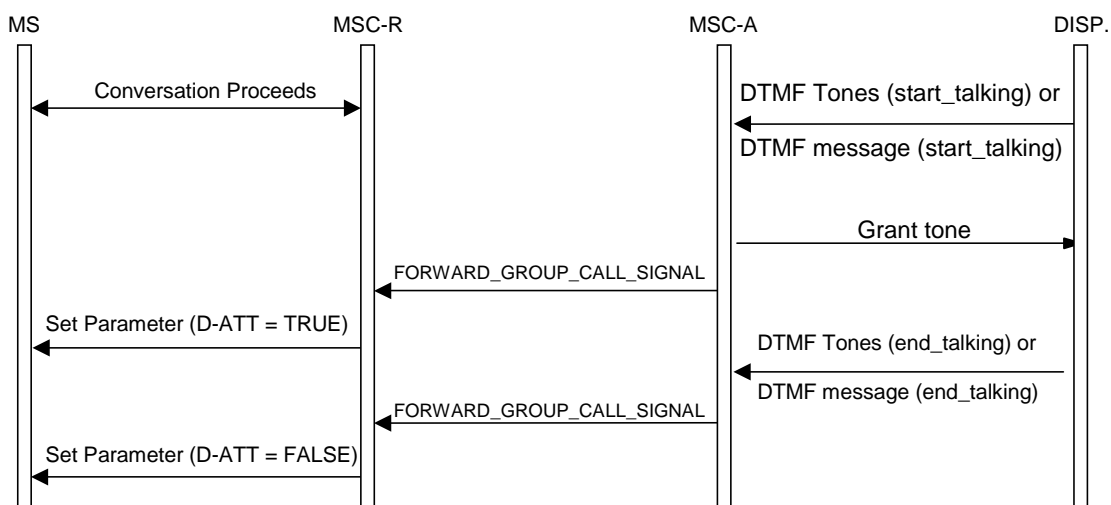 MS
MSC-R
MSC-A
DISP.
Conversation Proceeds
DTMF Tones (start_talking) or
DTMF message (start_talking)
Grant tone
FORWARD_GROUP_CALL_SIGNAL
Set Parameter (D-ATT = TRUE)
DTMF Tones (end_talking) or
DTMF message (end_talking)
FORWARD_GROUP_CALL_SIGNAL
Set Parameter (D-ATT = FALSE)